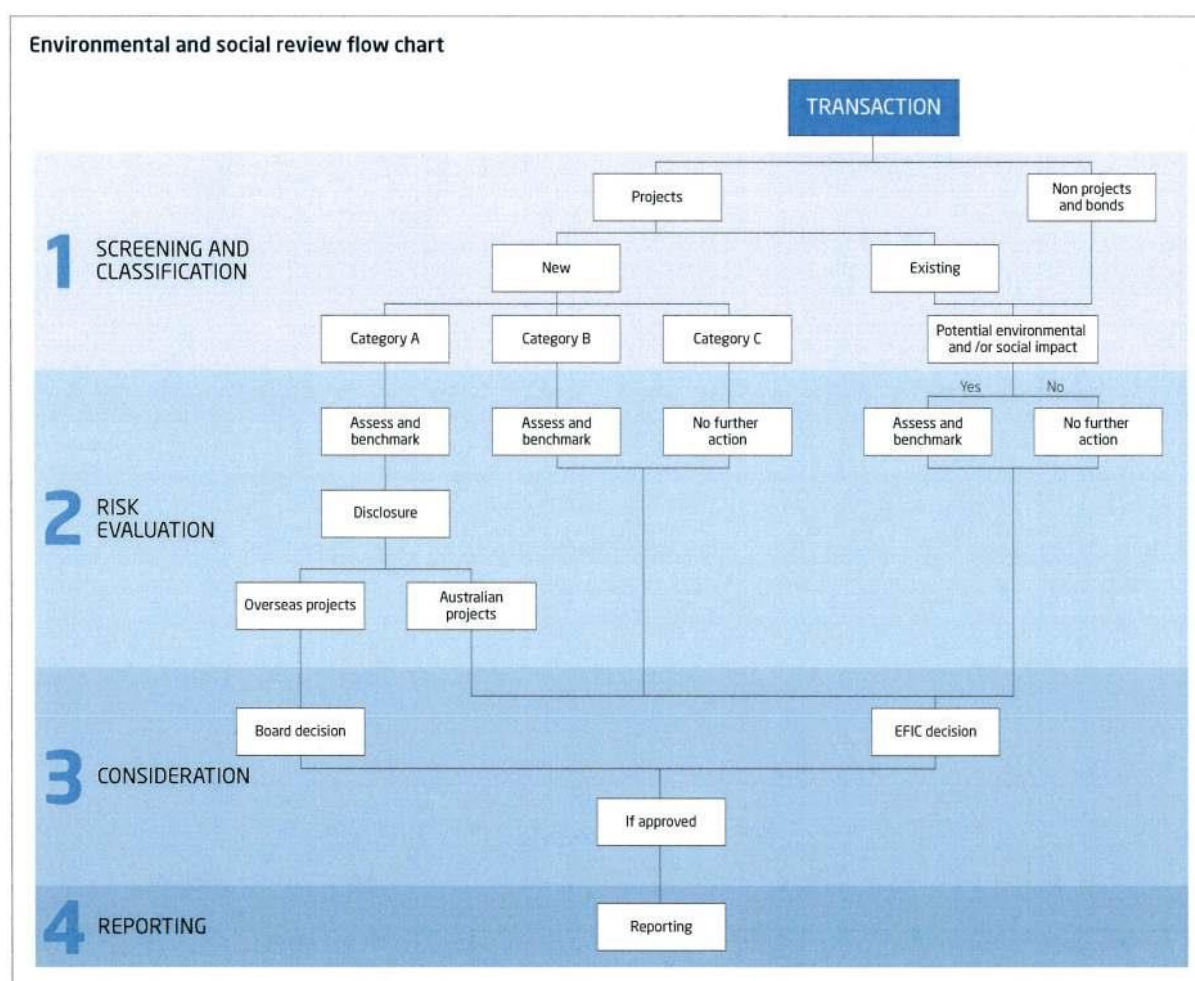 Environmental and social review flow chart
TRANSACTION
Projects
Non projects
and bonds
1
SCREENING AND
CLASSIFICATION
New
Existing
Category A
Category B
Category C
Potential environmental
and /or social impact
Yes
No
Assess and
benchmark
Assess and
benchmark
No further
action
Assess and
benchmark
No further
action
2
RISK
EVALUATION
Disclosure
Overseas projects
Australian
projects
Board decision
EFIC decision
3
CONSIDERATION
If approved
4
REPORTING
Reporting